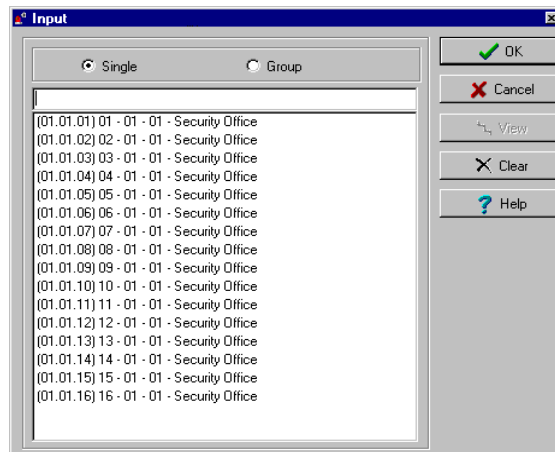 Input
Single Group
OK
Cancel
View
Clear
Help
(01.01.01) 01 - 01 - 01 - Security Office
(01.01.02) 02 - 01 - 01 - Security Office
(01.01.03) 03 - 01 - 01 - Security Office
(01.01.04) 04 - 01 - 01 - Security Office
(01.01.05) 05 - 01 - 01 - Security Office
(01.01.06) 06 - 01 - 01 - Security Office
(01.01.07) 07 - 01 - 01 - Security Office
(01.01.08) 08 - 01 - 01 - Security Office
(01.01.09) 09 - 01 - 01 - Security Office
(01.01.10) 10 - 01 - 01 - Security Office
(01.01.11) 11 - 01 - 01 - Security Office
(01.01.12) 12 - 01 - 01 - Security Office
(01.01.13) 13 - 01 - 01 - Security Office
(01.01.14) 14 - 01 - 01 - Security Office
(01.01.15) 15 - 01 - 01 - Security Office
(01.01.16) 16 - 01 - 01 - Security Office